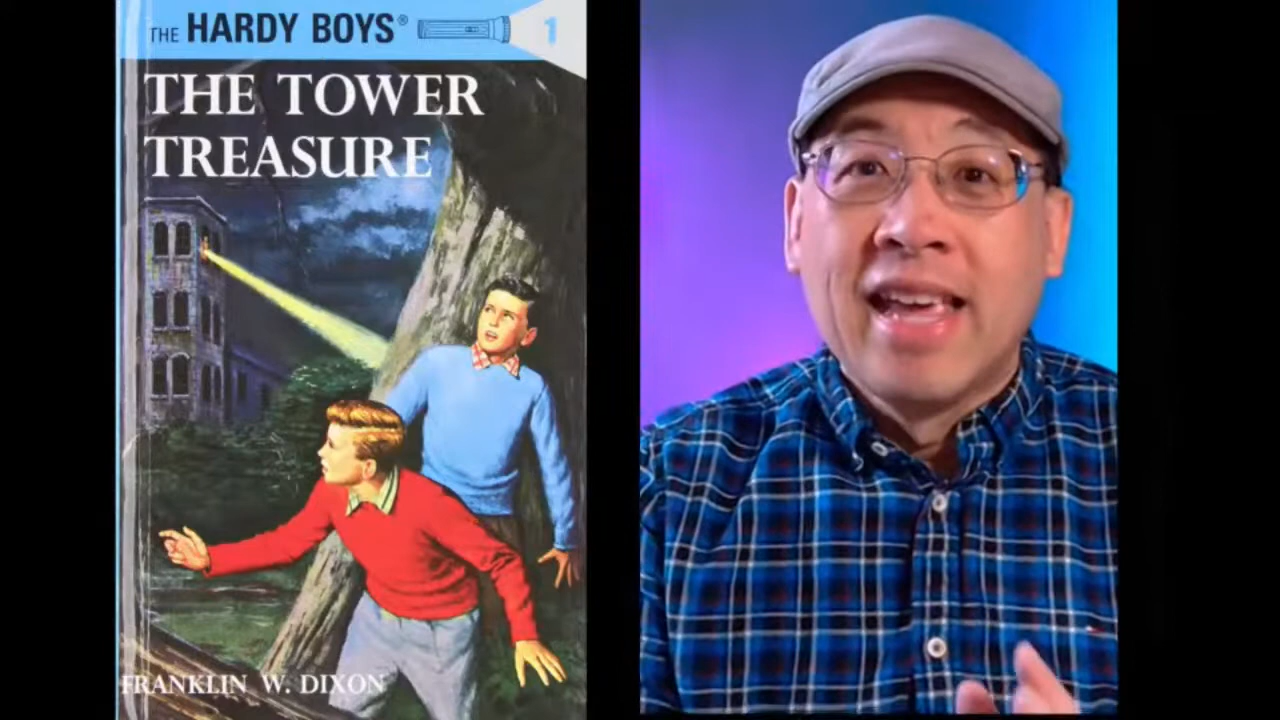 THE HARDY BOYS® 1
THE TOWER
TREASURE
FRANKLIN W. DIXON